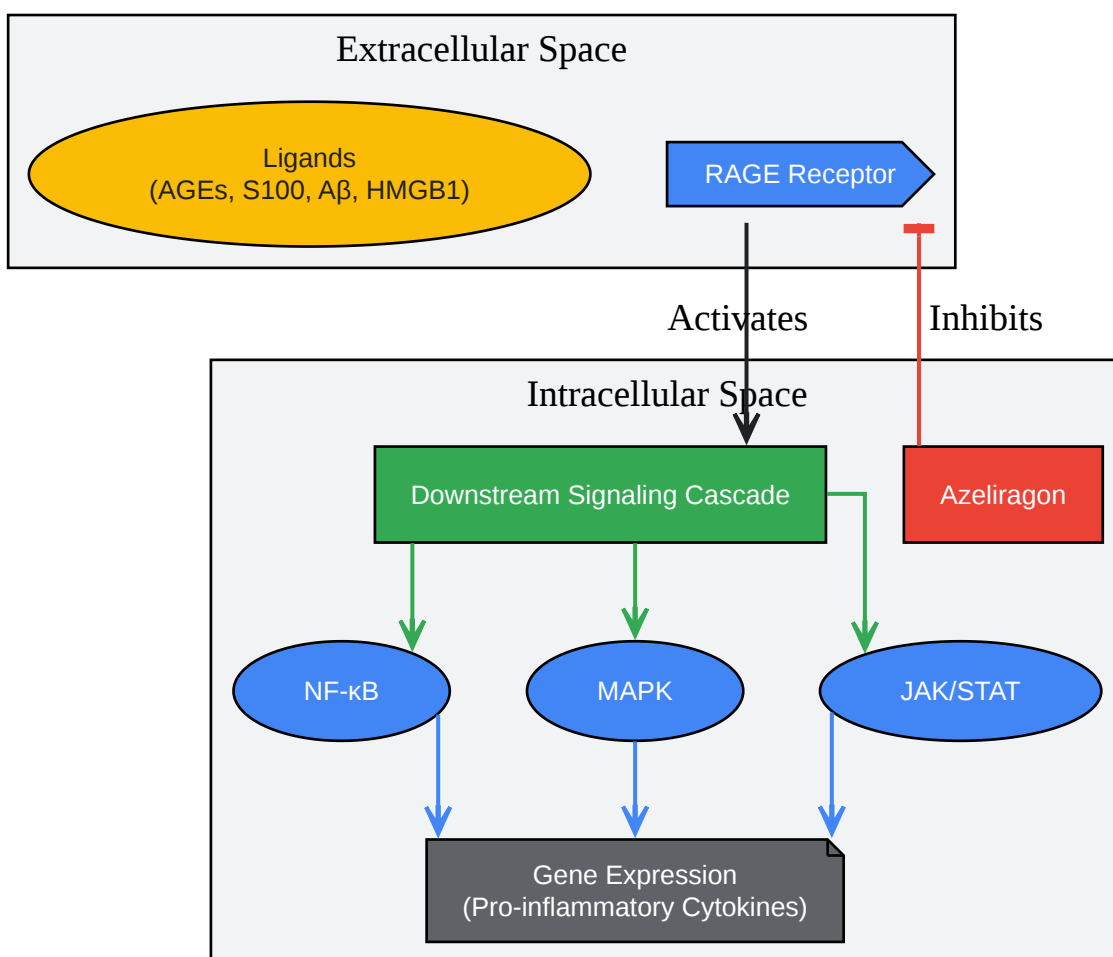 Extracellular Space
Ligands
(AGEs, S100, Aβ, HMGB1)
RAGE Receptor
Activates
Inhibits
Intracellular Space
Downstream Signaling Cascade
Azeliragon
NF-κB
MAPK
JAK/STAT
Gene Expression
(Pro-inflammatory Cytokines)